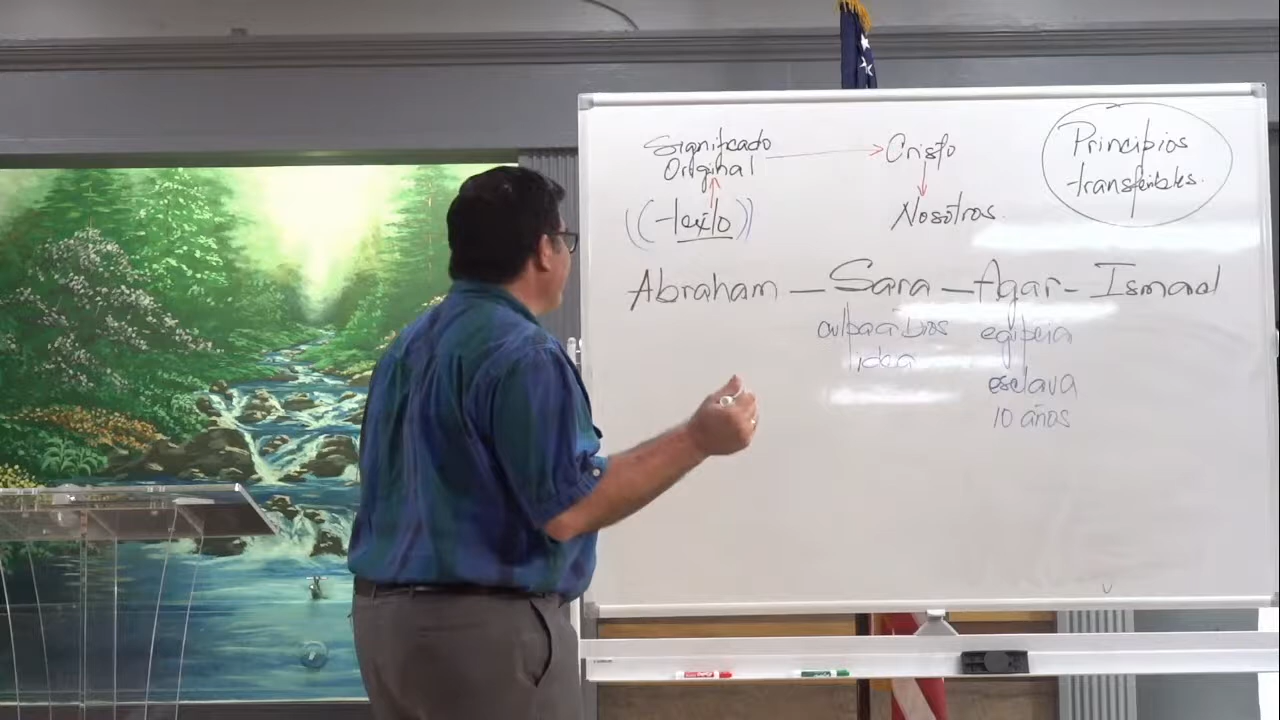 Significado
Original
Cristo
Principios
transferibles.
((texto))
Nosotros.
Abraham - Sara - Agar - Ismael
culpa a Dios
idea
egipcia
esclava
10 años